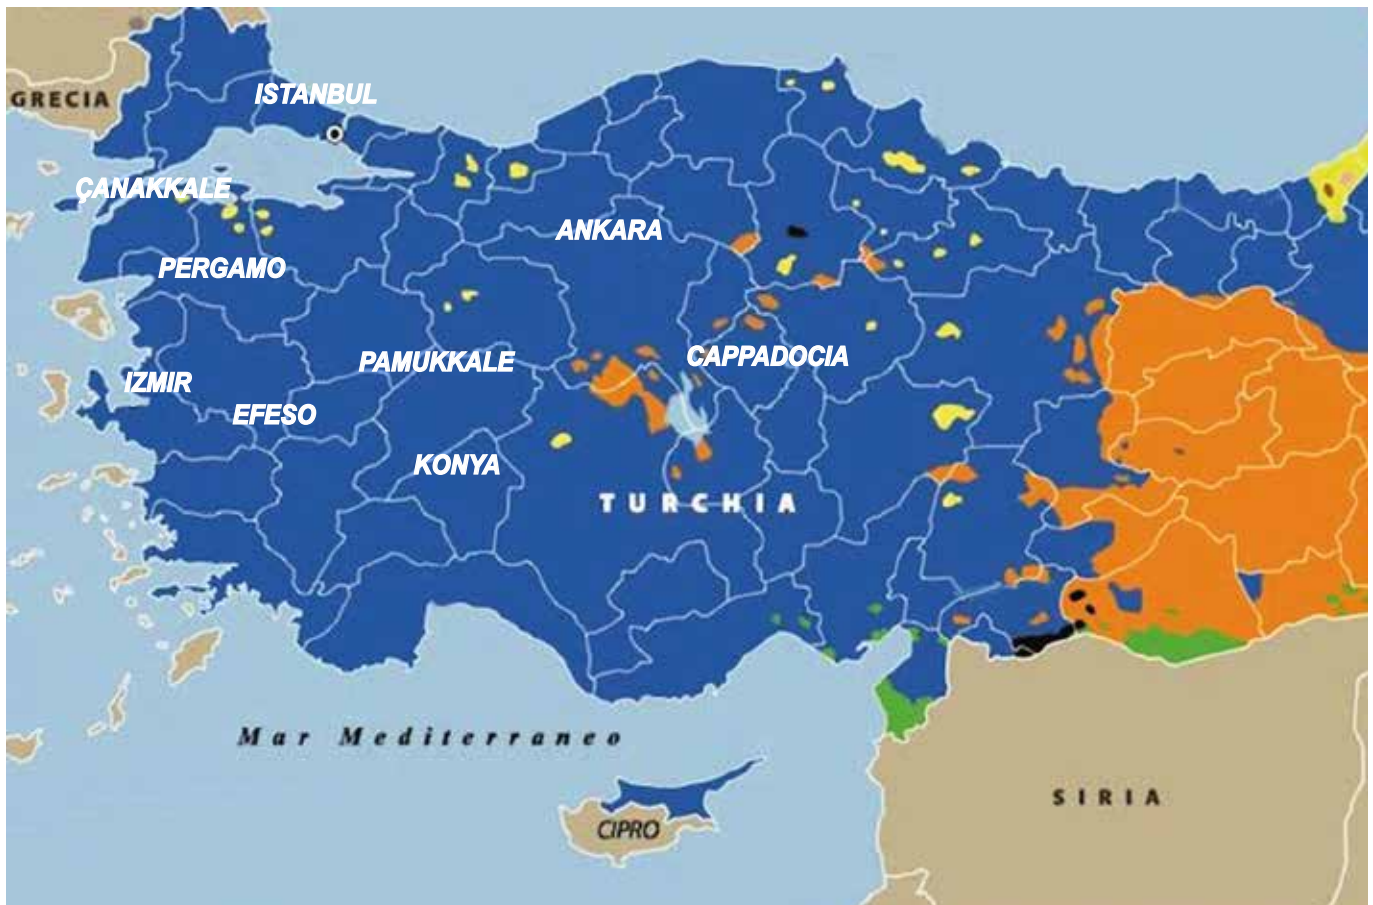 ISTANBUL
GRECIA
ÇANAKKALE
ANKARA
PERGAMO
CAPPADOCIA
PAMUKKALE
IZMIR
EFESO
KONYA
TURCHIA
Mar Mediterraneo
SIRIA
CIPRO